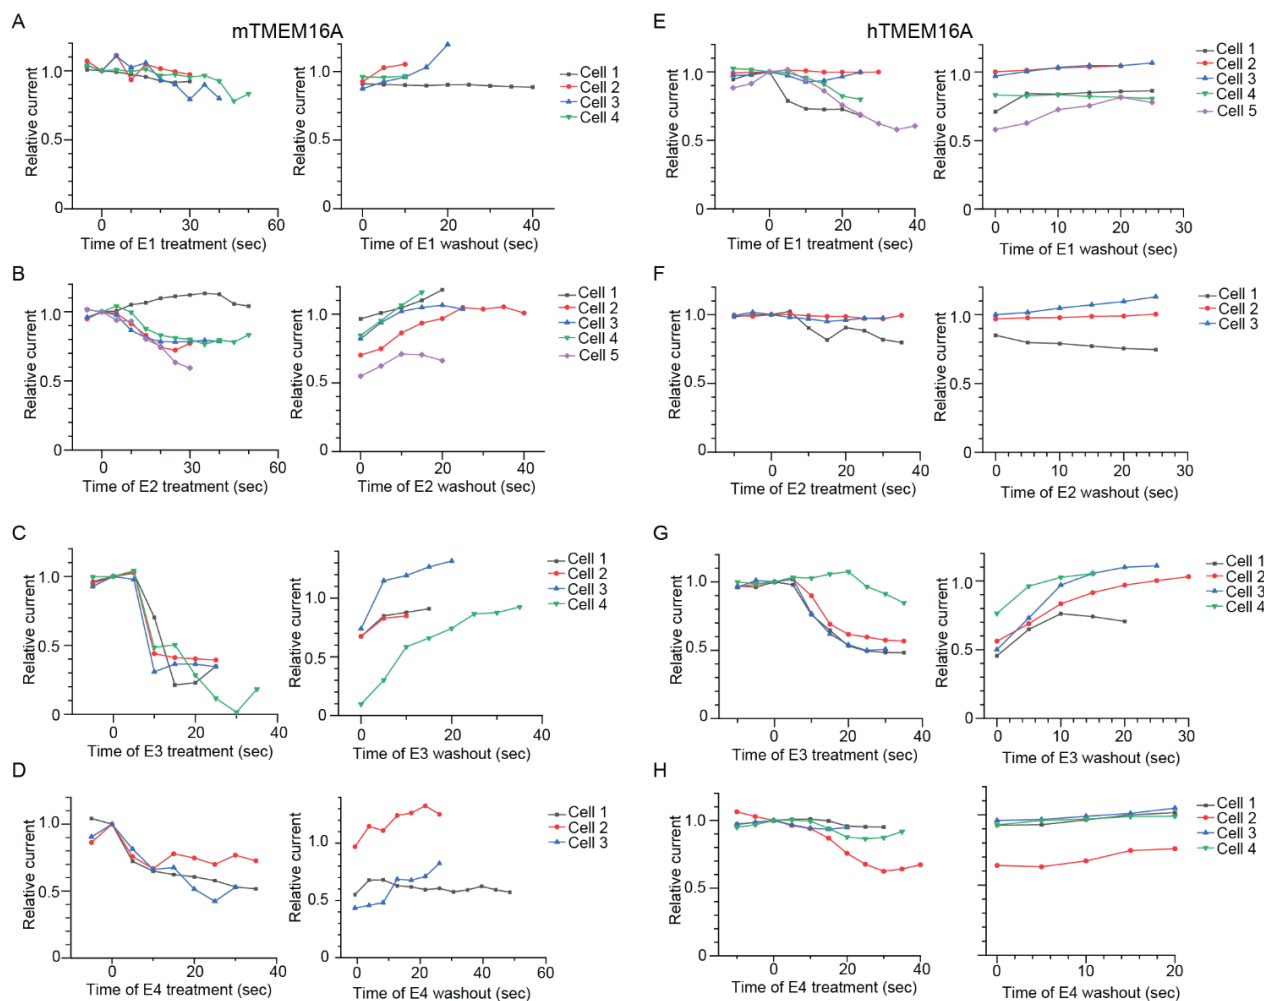 A
mTMEM16A
Relative current
1.0
0.5
0
0
30
60
Time of E1 treatment (sec)
1.0
0.5
0
0
20
40
Time of E1 washout (sec)
Relative current
Cell 1
Cell 2
Cell 3
Cell 4
E
hTMEM16A
Relative current
1.0
0.5
0
0
20
40
Time of E1 treatment (sec)
Relative current
1.0
0.5
0
0
10
20
30
Time of E1 washout (sec)
Cell 1
Cell 2
Cell 3
Cell 4
Cell 5
B
Relative current
1.0
0.5
0
0
30
60
Time of E2 treatment (sec)
Relative current
1.0
0.5
0
0
20
40
Time of E2 washout (sec)
Cell 1
Cell 2
Cell 3
Cell 4
Cell 5
F
Relative current
1.0
0.5
0
0
20
40
Time of E2 treatment (sec)
Relative current
1.0
0.5
0
0
10
20
30
Time of E2 washout (sec)
Cell 1
Cell 2
Cell 3
C
Relative current
1.0
0.5
0
0
20
40
Time of E3 treatment (sec)
Relative current
1.0
0.5
0
0
20
40
Time of E3 washout (sec)
Cell 1
Cell 2
Cell 3
Cell 4
G
Relative current
1.0
0.5
0
0
20
40
Time of E3 treatment (sec)
Relative current
1.0
0.5
0
0
10
20
30
Time of E3 washout (sec)
Cell 1
Cell 2
Cell 3
Cell 4
D
Relative current
1.0
0.5
0
0
20
40
Time of E4 treatment (sec)
Relative current
1.0
0.5
0
0
20
40
60
Time of E4 washout (sec)
Cell 1
Cell 2
Cell 3
H
Relative current
1.0
0.5
0
0
20
40
Time of E4 treatment (sec)
Relative current
1.0
0.5
0
0
10
20
Time of E4 washout (sec)
Cell 1
Cell 2
Cell 3
Cell 4